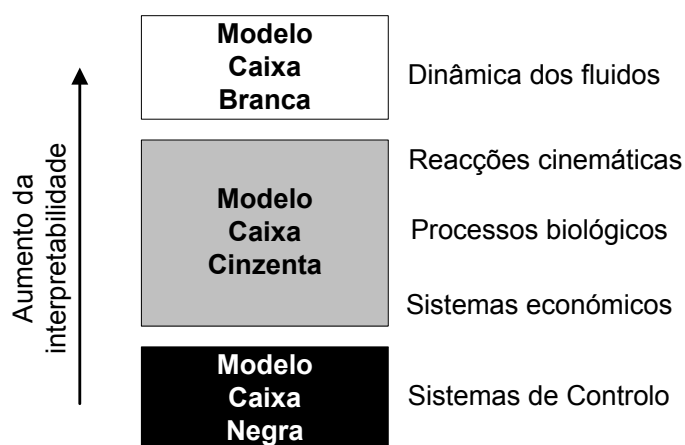 Modelo
Caixa
Branca
Dinâmica dos fluidos
Reacções cinemáticas
Modelo
Caixa
Cinzenta
Processos biológicos
Sistemas económicos
Modelo
Caixa
Negra
Sistemas de Controlo
Aumento da
interpretabilidade